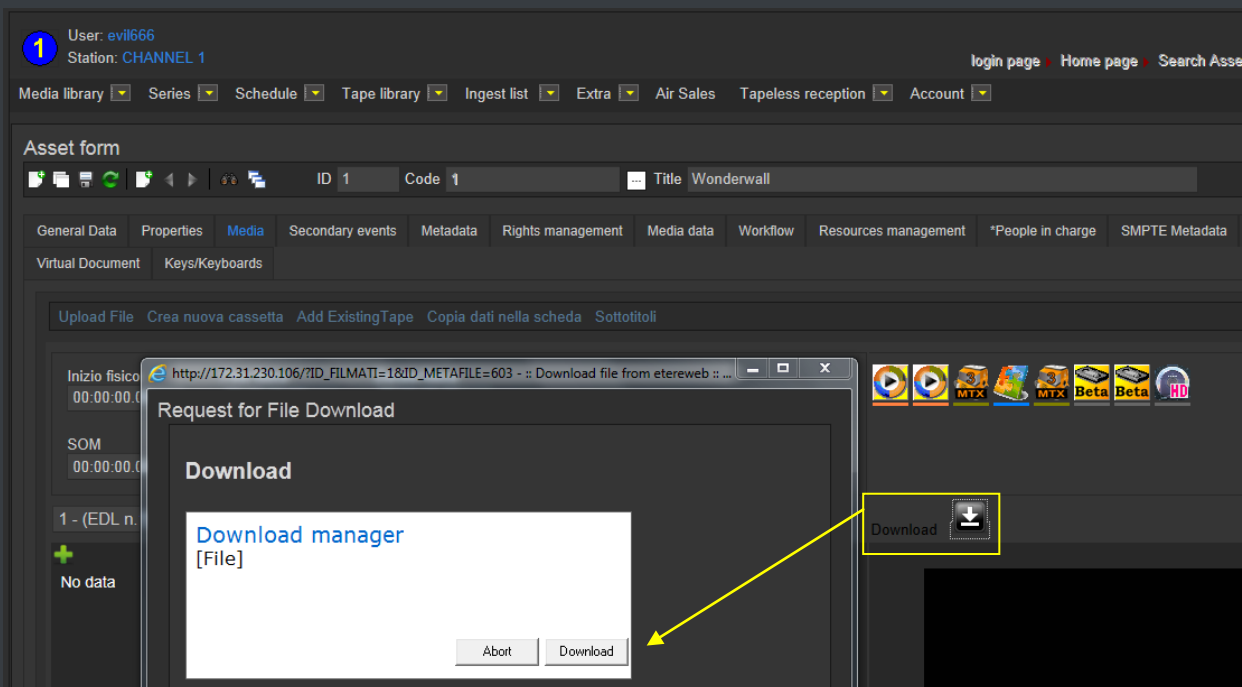 1
User: evil666
Station: CHANNEL 1
login page Home page Search Asse
Media library Series Schedule Tape library Ingest list Extra Air Sales Tapeless reception Account
Asset form
ID 1 Code 1 ... Title Wonderwall
General Data Properties Media Secondary events Metadata Rights management Media data Workflow Resources management *People in charge SMPTE Metadata
Virtual Document Keys/Keyboards
Upload File Crea nuova cassetta Add ExistingTape Copia dati nella scheda Sottotitoli
Inizio fisico
00:00:00.0
SOM
00:00:00.0
1 - (EDL n.
No data
http://172.31.230.106/?ID_FILMATI=1&ID_METAFILE=603 - :: Download file from etereweb :: ...
Request for File Download
Download
Download manager
[File]
Abort Download
MTX MTX Beta Beta HD
Download